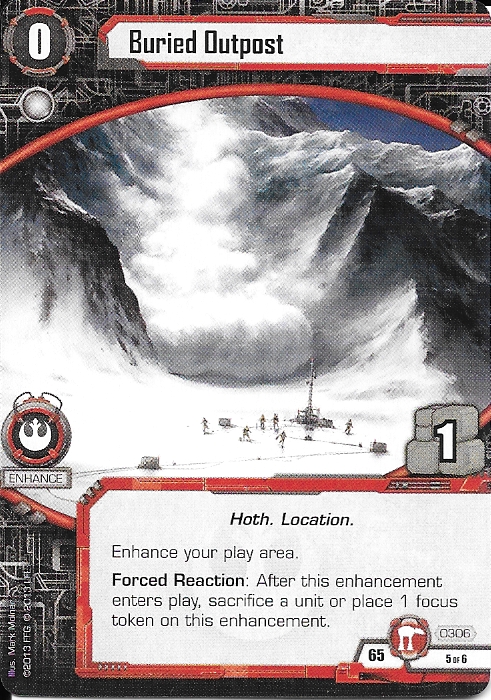 0
Buried Outpost
ENHANCE
1
Hoth. Location.
Enhance your play area.
Forced Reaction: After this enhancement
enters play, sacrifice a unit or place 1 focus
token on this enhancement.
65
0306
5 of 6
Illus. Mark Molnar
©2013 FFG ©2013 LFL